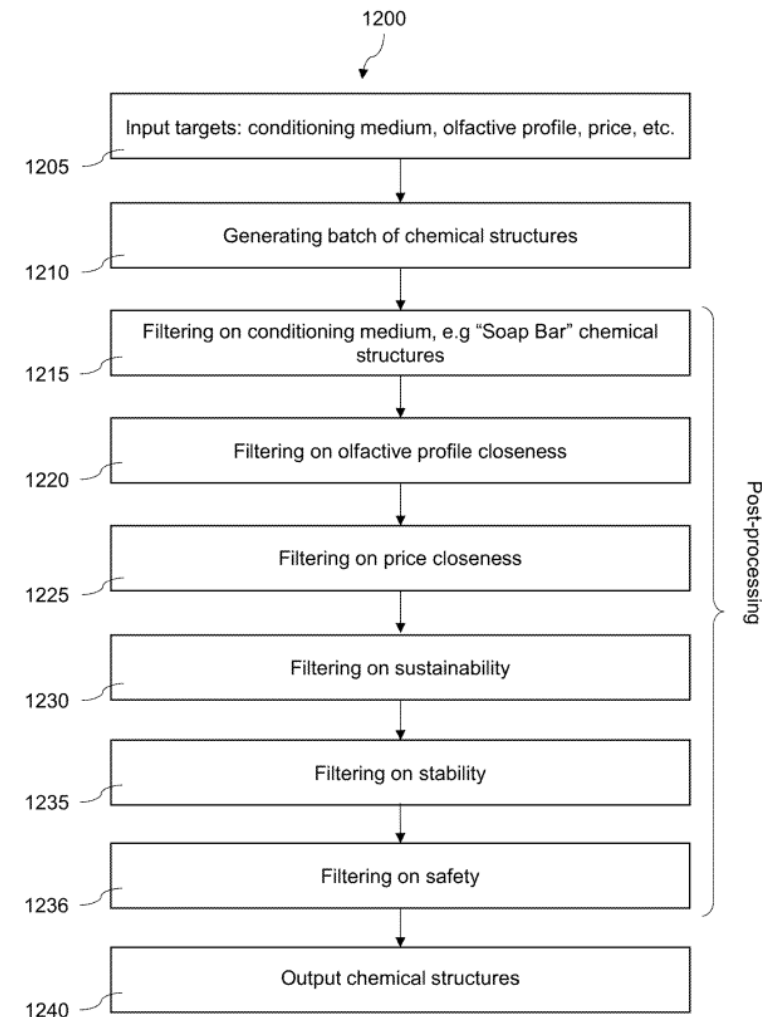 1200
Input targets: conditioning medium, olfactive profile, price, etc.
1205
Generating batch of chemical structures
1210
Filtering on conditioning medium, e.g “Soap Bar” chemical
structures
1215
Filtering on olfactive profile closeness
1220
Filtering on price closeness
1225
Filtering on sustainability
1230
Filtering on stability
1235
Filtering on safety
1236
Output chemical structures
1240
Post-processing